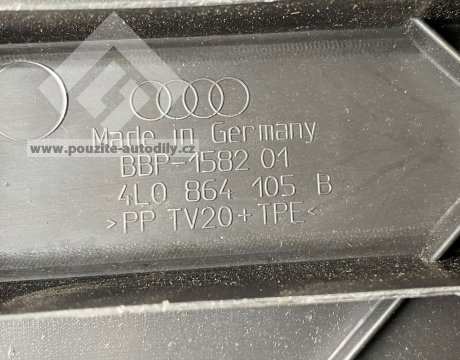 Made in Germany
www.pouzite-autodily.cz
BBP-1582 01
4L0 864 105 B
>PP TV20+TPE<